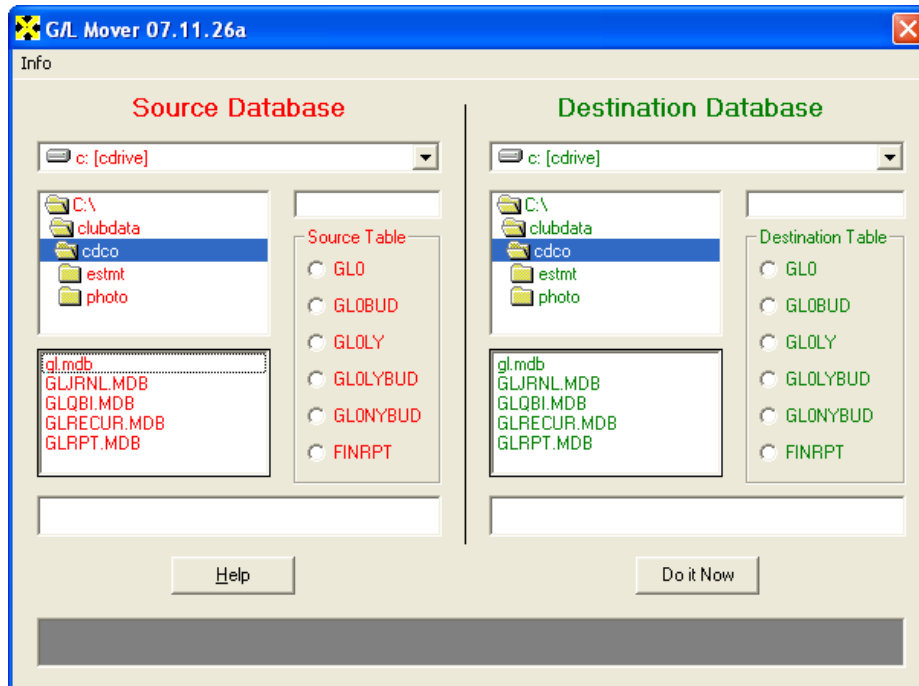 G/L Mover 07.11.26a
Info
Source Database
c: [cdrive]
C:\
clubdata
cdco
estmt
photo
Source Table
GL0
GL0BUD
GL0LY
GL0LYBUD
GL0NYBUD
FINRPT
gl.mdb
GLJRNL.MDB
GLQBI.MDB
GLRECUR.MDB
GLRPT.MDB
Help
Destination Database
c: [cdrive]
C:\
clubdata
cdco
estmt
photo
Destination Table
GL0
GL0BUD
GL0LY
GL0LYBUD
GL0NYBUD
FINRPT
gl.mdb
GLJRNL.MDB
GLQBI.MDB
GLRECUR.MDB
GLRPT.MDB
Do it Now